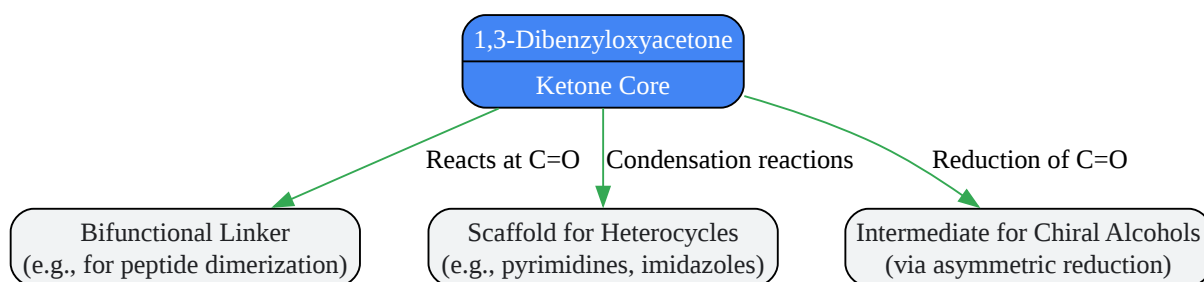 1,3-Dibenzyloxyacetone
Ketone Core
Reacts at C=O
Condensation reactions
Reduction of C=O
Bifunctional Linker
(e.g., for peptide dimerization)
Scaffold for Heterocycles
(e.g., pyrimidines, imidazoles)
Intermediate for Chiral Alcohols
(via asymmetric reduction)